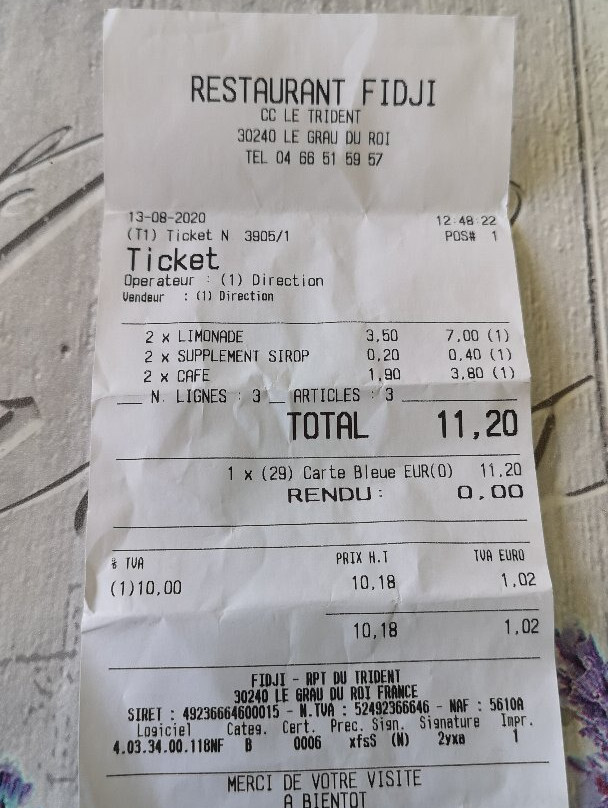 RESTAURANT FIDJI
CC LE TRIDENT
30240 LE GRAU DU ROI
TEL 04 66 51 59 57
13-08-2020 12:48:22
(T1) Ticket N 3905/1 POS# 1
Ticket
Operateur : (1) Direction
Vendeur : (1) Direction
2 x LIMONADE 3,50 7,00 (1)
2 x SUPPLEMENT SIROP 0,20 0,40 (1)
2 x CAFE 1,90 3,80 (1)
N. LIGNES : 3 ARTICLES : 3
TOTAL 11,20
1 x (29) Carte Bleue EUR(O) 11,20
RENDU : 0,00
% TVA PRIX H.T TVA EURO
(1)10,00 10,18 1,02
10,18 1,02
FIDJI - RPT DU TRIDENT
30240 LE GRAU DU ROI FRANCE
SIRET : 49236664600015 - N.TVA : 52492366646 - NAF : 5610A
Logiciel Categ. Cert. Prec. Sign. Signature Impr.
4.03.34.00.118NF B 0006 xfsS (N) 2yxa 1
MERCI DE VOTRE VISITE
A BIENTOT